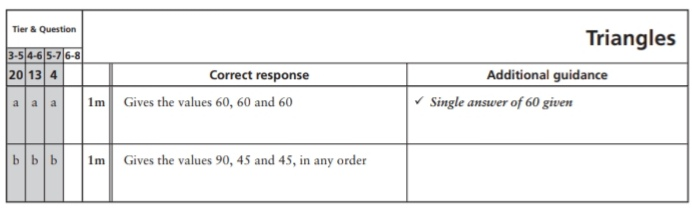 Tier & Question
Triangles
3-5 4-6 5-7 6-8
20 13 4 Correct response Additional guidance
a a a 1m Gives the values 60, 60 and 60 ✓ Single answer of 60 given
b b b 1m Gives the values 90, 45 and 45, in any order